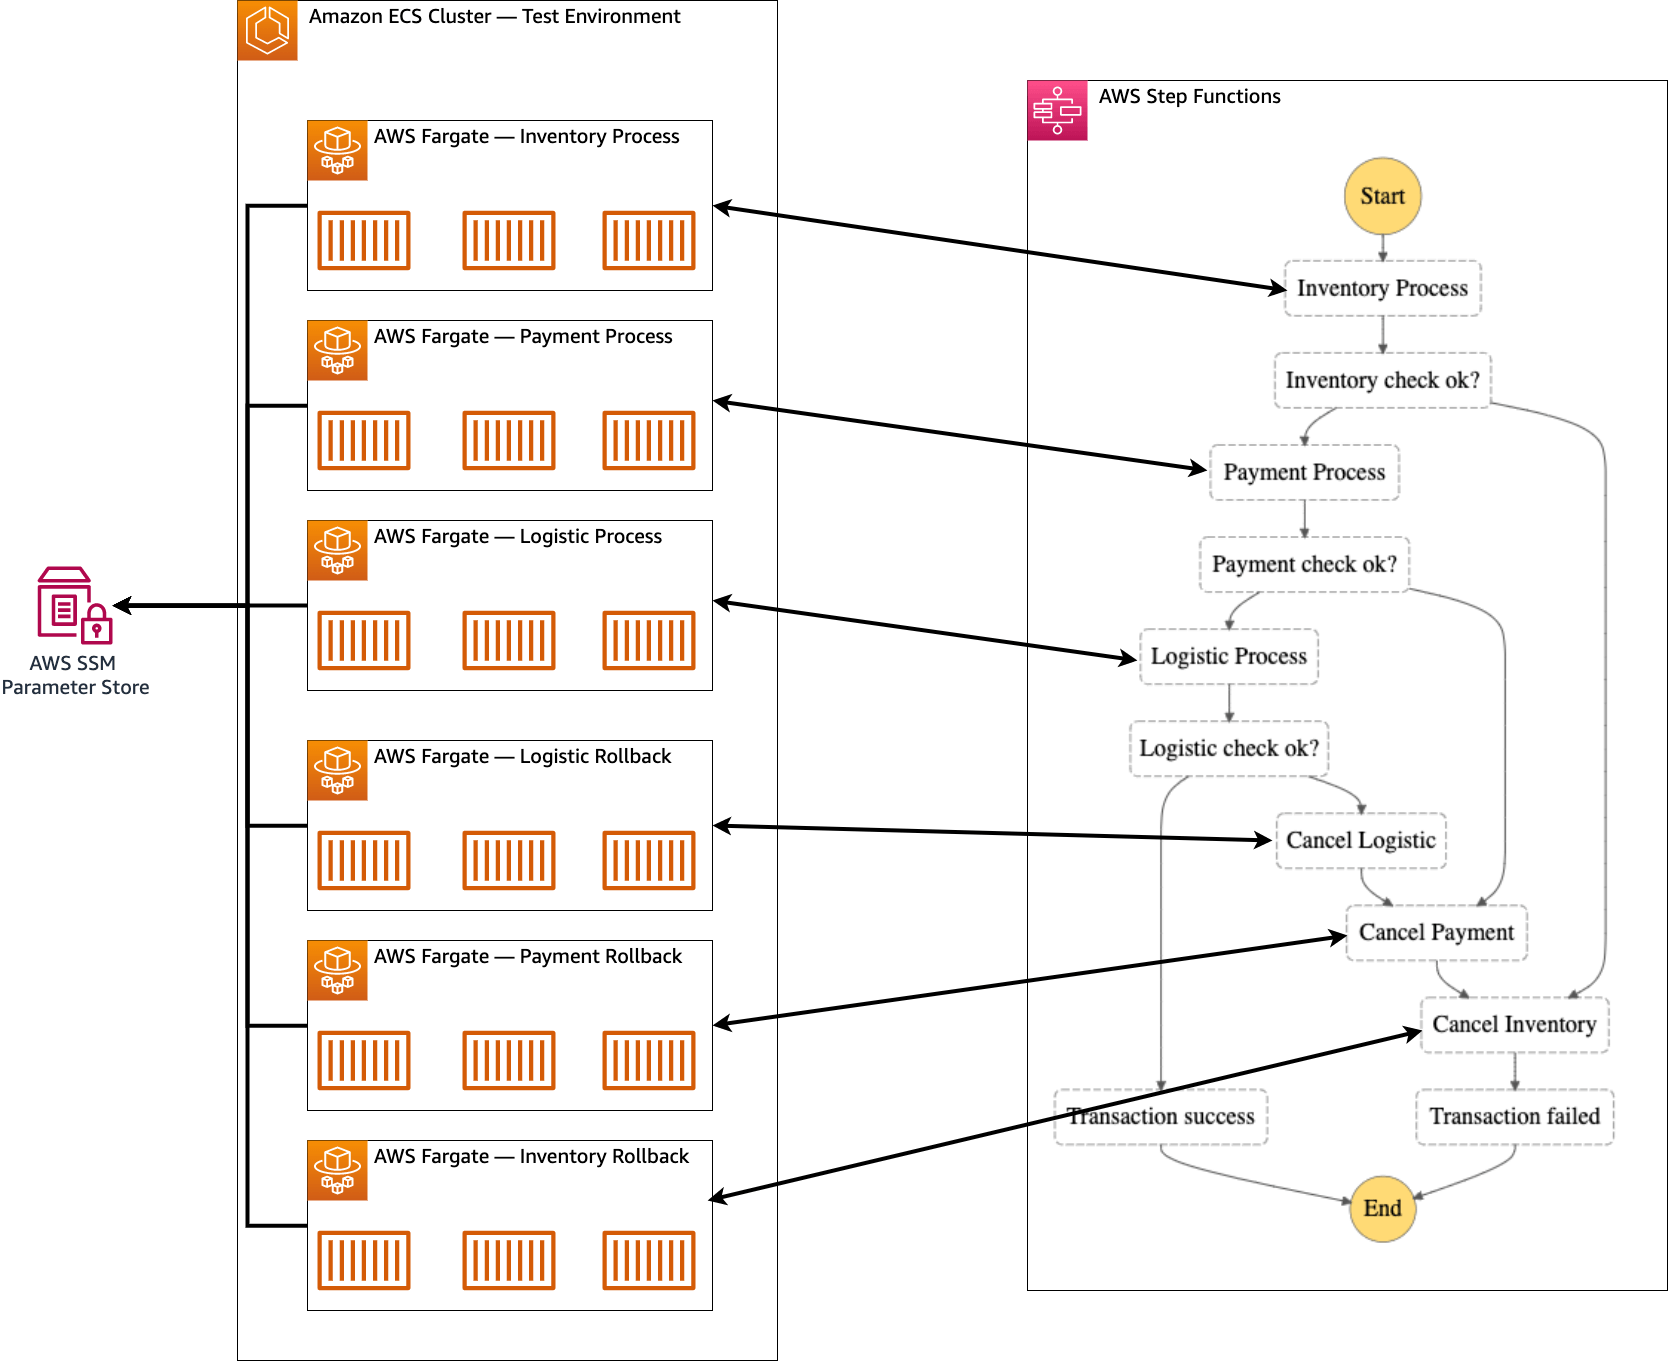 Amazon ECS Cluster — Test Environment
AWS Fargate — Inventory Process
AWS Fargate — Payment Process
AWS Fargate — Logistic Process
AWS Fargate — Logistic Rollback
AWS Fargate — Payment Rollback
AWS Fargate — Inventory Rollback
AWS SSM
Parameter Store
AWS Step Functions
Start
Inventory Process
Inventory check ok?
Payment Process
Payment check ok?
Logistic Process
Logistic check ok?
Cancel Logistic
Cancel Payment
Cancel Inventory
Transaction success
Transaction failed
End